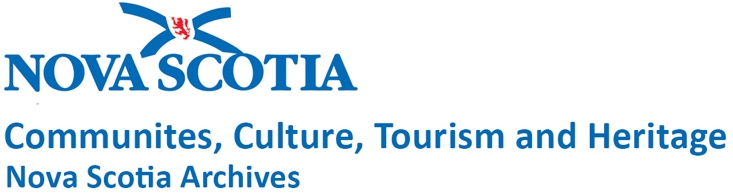 NOVA SCOTIA
Communites, Culture, Tourism and Heritage
Nova Scotia Archives